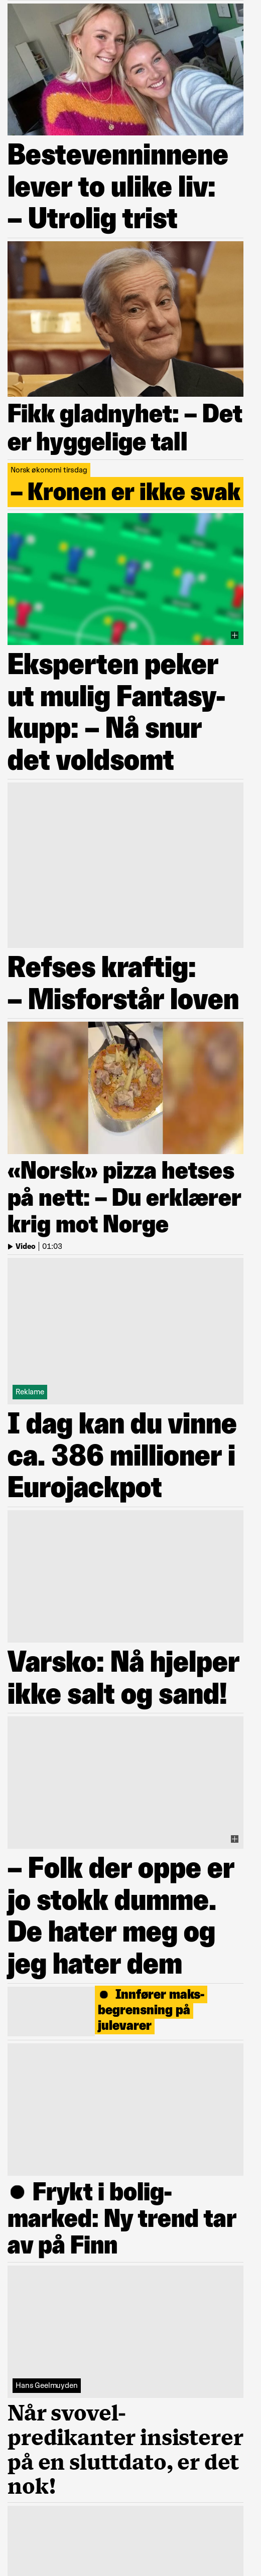 Bestevenninnene
lever to ulike liv:
– Utrolig trist
Fikk gladnyhet: – Det
er hyggelige tall
Norsk økonomi tirsdag
– Kronen er ikke svak
Eksperten peker
ut mulig Fantasy-
kupp: – Nå snur
det voldsomt
Refses kraftig:
– Misforstår loven
«Norsk» pizza hetses
på nett: – Du erklærer
krig mot Norge
Video | 01:03
Reklame
I dag kan du vinne
ca. 386 millioner i
Eurojackpot
Varsko: Nå hjelper
ikke salt og sand!
– Folk der oppe er
jo stokk dumme.
De hater meg og
jeg hater dem
Innfører maks-
begrensning på
julevarer
Frykt i bolig-
marked: Ny trend tar
av på Finn
Hans Geelmuyden
Når svovel-
predikanter insisterer
på en sluttdato, er det
nok!